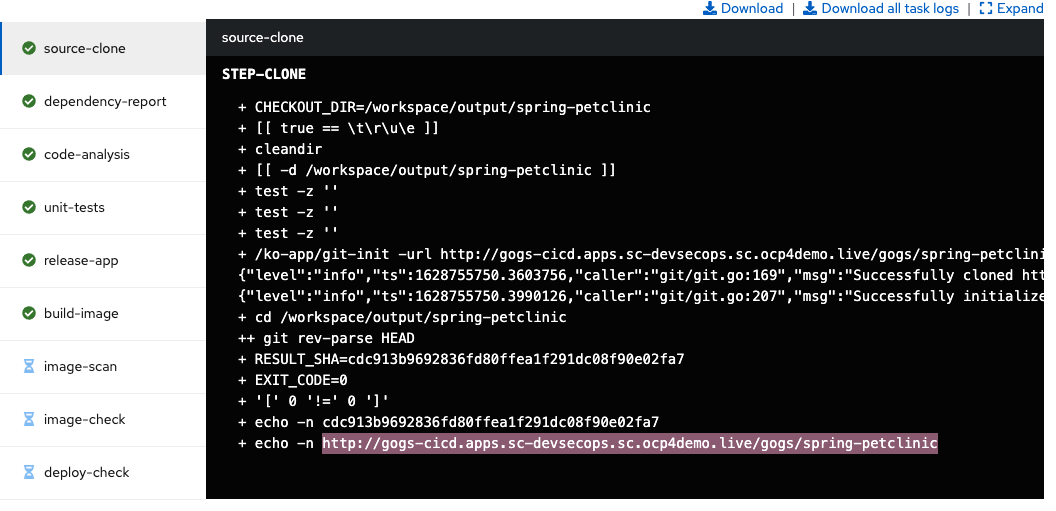 Download | Download all task logs | Expand
source-clone
dependency-report
code-analysis
unit-tests
release-app
build-image
image-scan
image-check
deploy-check
source-clone
STEP-CLONE
+ CHECKOUT_DIR=/workspace/output/spring-petclinic
+ [[ true == \t\r\u\e ]]
+ cleandir
+ [[ -d /workspace/output/spring-petclinic ]]
+ test -z ''
+ test -z ''
+ test -z ''
+ /ko-app/git-init -url http://gogs-cicd.apps.sc-devsecops.sc.ocp4demo.live/gogs/spring-petclini
{"level":"info","ts":1628755750.3603756,"caller":"git/git.go:169","msg":"Successfully cloned htt
{"level":"info","ts":1628755750.3990126,"caller":"git/git.go:207","msg":"Successfully initialize
+ cd /workspace/output/spring-petclinic
++ git rev-parse HEAD
+ RESULT_SHA=cdc913b9692836fd80ffea1f291dc08f90e02fa7
+ EXIT_CODE=0
+ '[' 0 '!=' 0 ']'
+ echo -n cdc913b9692836fd80ffea1f291dc08f90e02fa7
+ echo -n http://gogs-cicd.apps.sc-devsecops.sc.ocp4demo.live/gogs/spring-petclinic